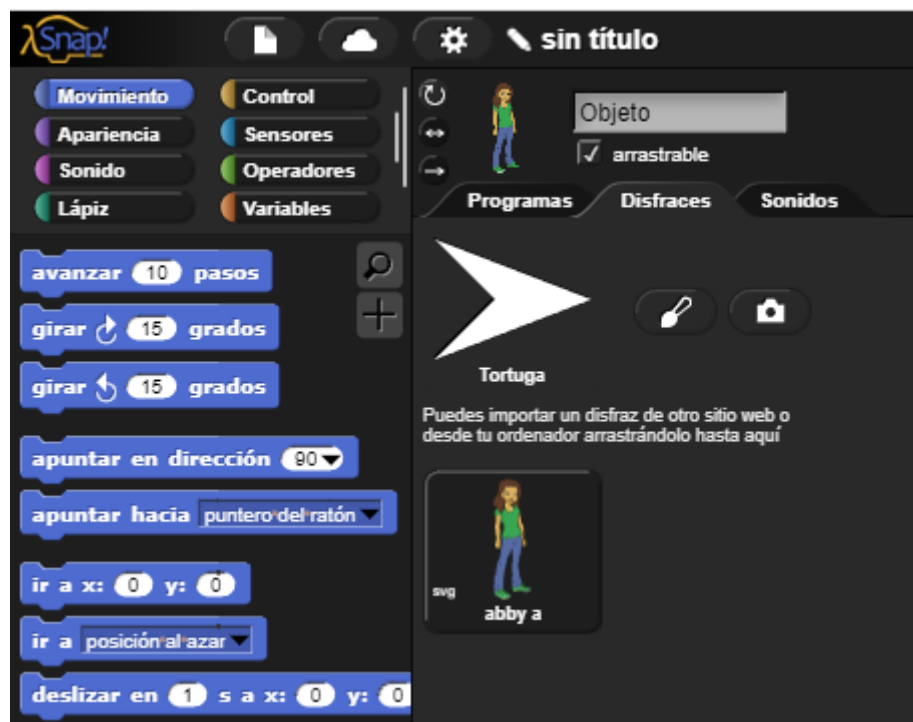 λSnap!
sin título
Movimiento
Control
Apariencia
Sensores
Sonido
Operadores
Lápiz
Variables
Objeto
arrastrable
Programas
Disfraces
Sonidos
avanzar 10 pasos
girar 15 grados
girar 15 grados
apuntar en dirección 90
apuntar hacia puntero del ratón
ir a x: 0 y: 0
ir a posición al azar
deslizar en 1 s a x: 0 y: 0
Tortuga
Puedes importar un disfraz de otro sitio web o
desde tu ordenador arrastrándolo hasta aquí
svg
abby a